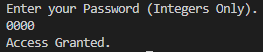 Enter your Password (Integers Only).
0000
Access Granted.